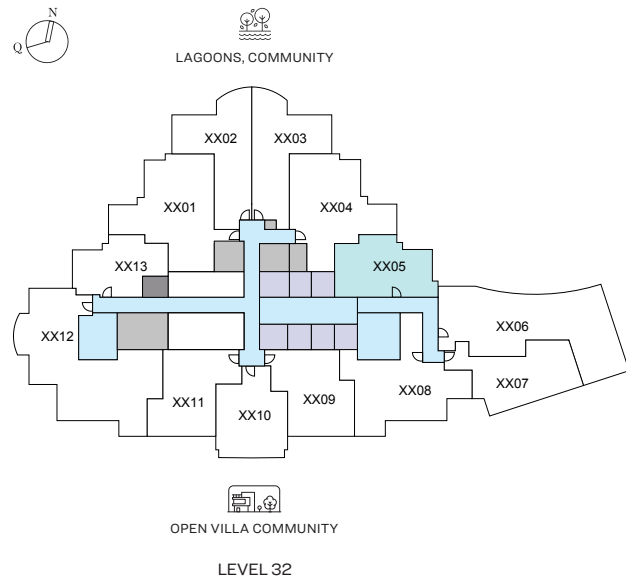 N
Q
LAGOONS, COMMUNITY
XX02
XX03
XX01
XX04
XX13
XX05
XX12
XX06
XX07
XX08
XX09
XX11
XX10
OPEN VILLA COMMUNITY
LEVEL 32